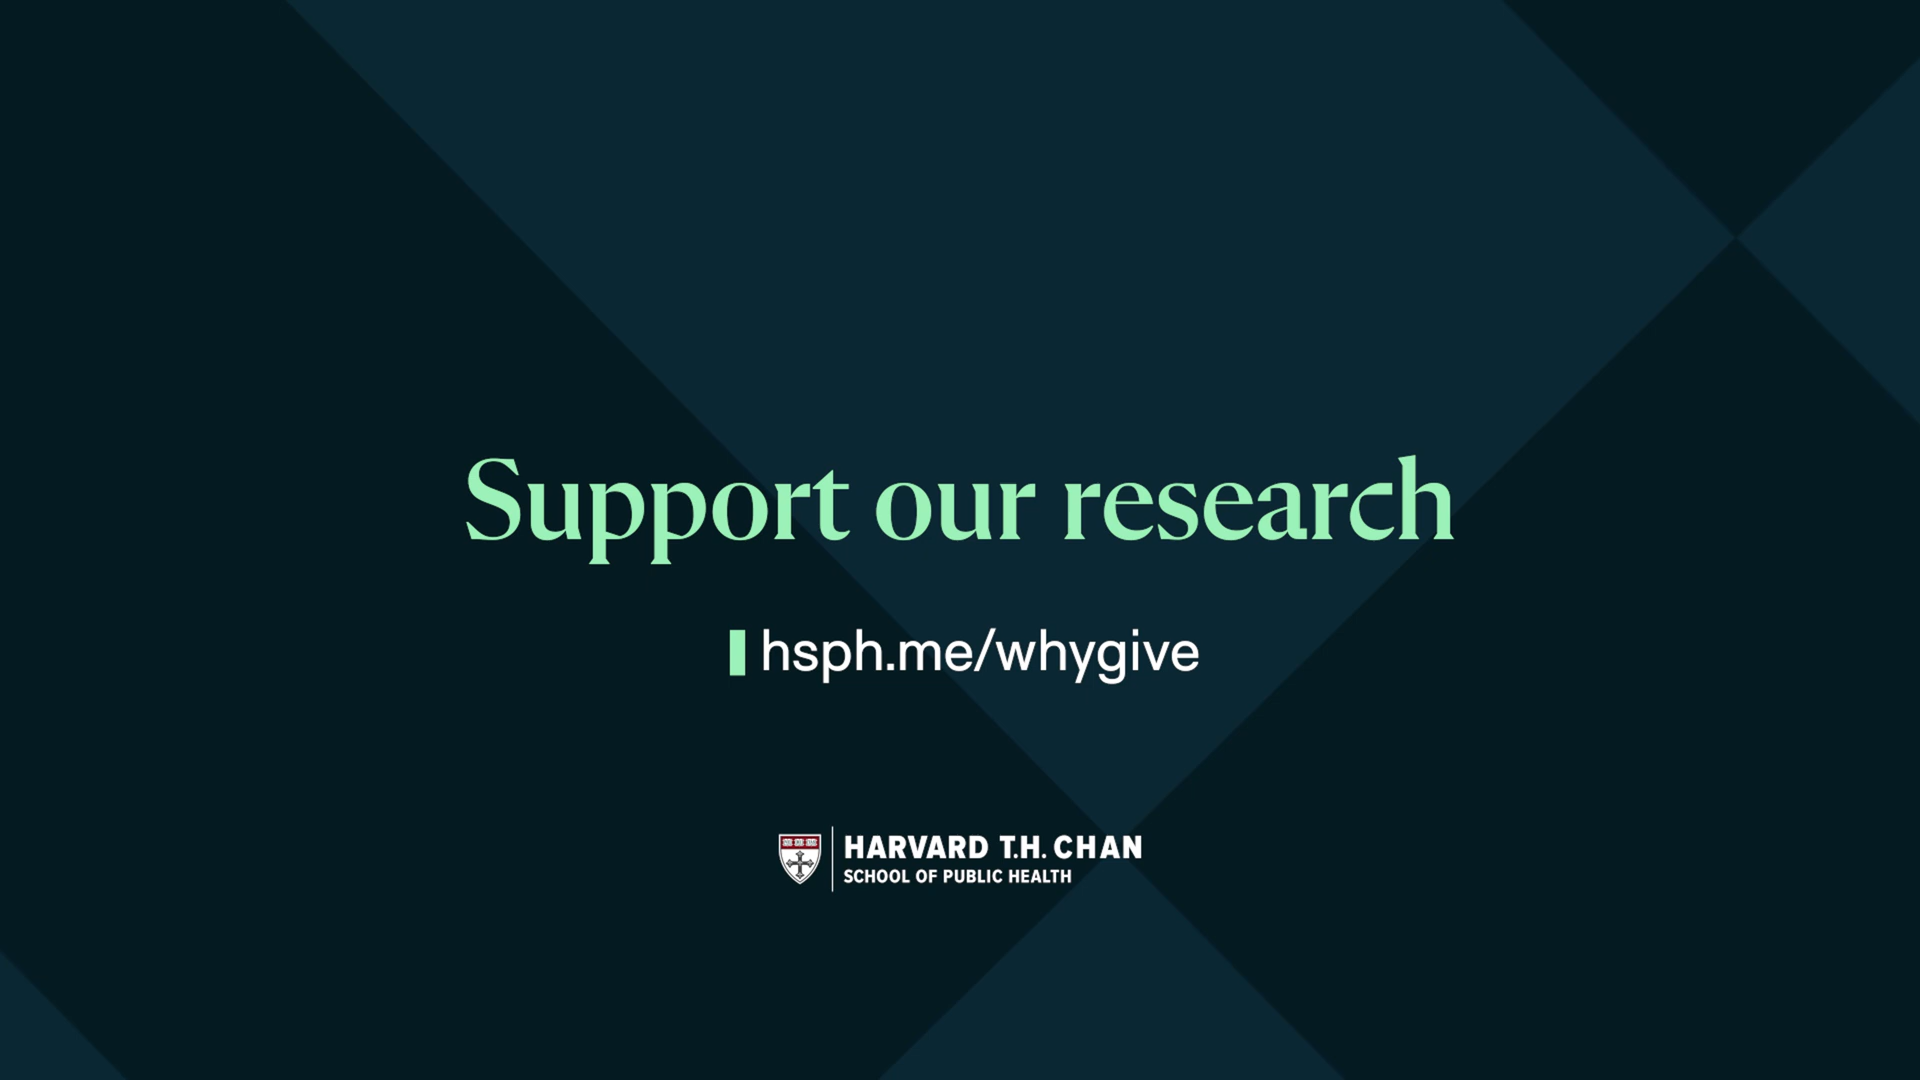 Support our research
hsph.me/whygive
HARVARD T.H. CHAN
SCHOOL OF PUBLIC HEALTH